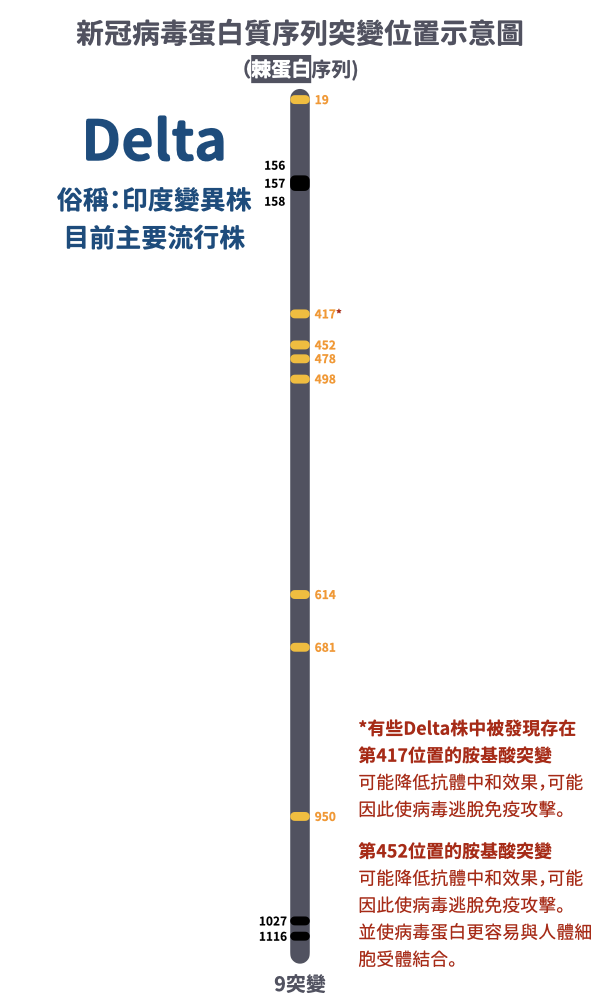 新冠病毒蛋白質序列突變位置示意圖
(棘蛋白序列)
19
Delta
俗稱:印度變異株
目前主要流行株
156
157
158
417*
452
478
498
614
681
*有些Delta株中被發現存在
第417位置的胺基酸突變
可能降低抗體中和效果,可能
因此使病毒逃脫免疫攻擊。
950
第452位置的胺基酸突變
可能降低抗體中和效果,可能
因此使病毒逃脫免疫攻擊。
並使病毒蛋白更容易與人體細
胞受體結合。
1027
1116
9突變